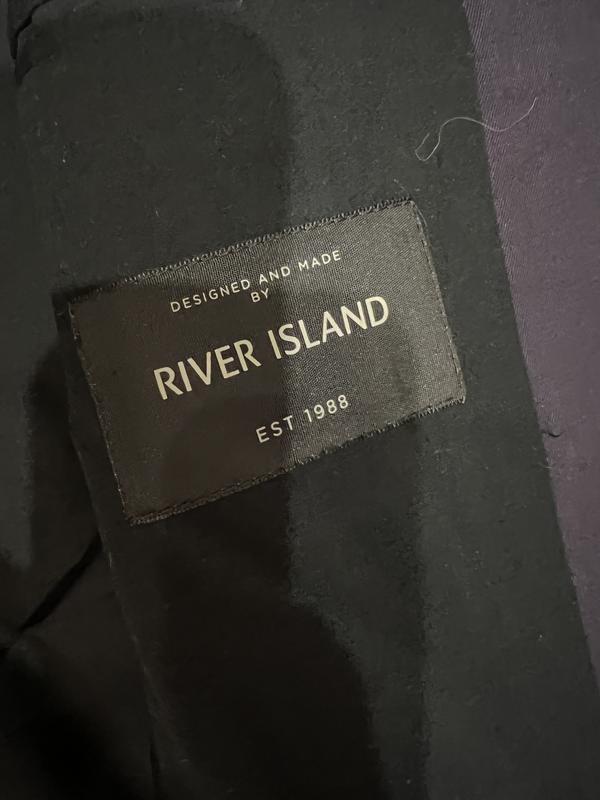 DESIGNED AND MADE
BY
RIVER ISLAND
EST 1988